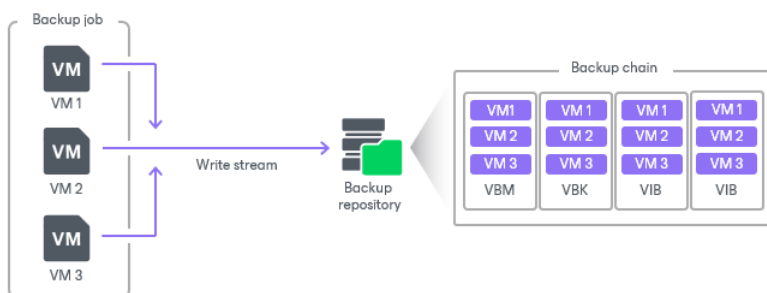 Backup job
VM
VM 1
VM
VM 2
VM
VM 3
Write stream
Backup
repository
Backup chain
VM1
VM 2
VM 3
VBM
VM 1
VM 2
VM 3
VBK
VM 1
VM 2
VM 3
VIB
VM 1
VM 2
VM 3
VIB